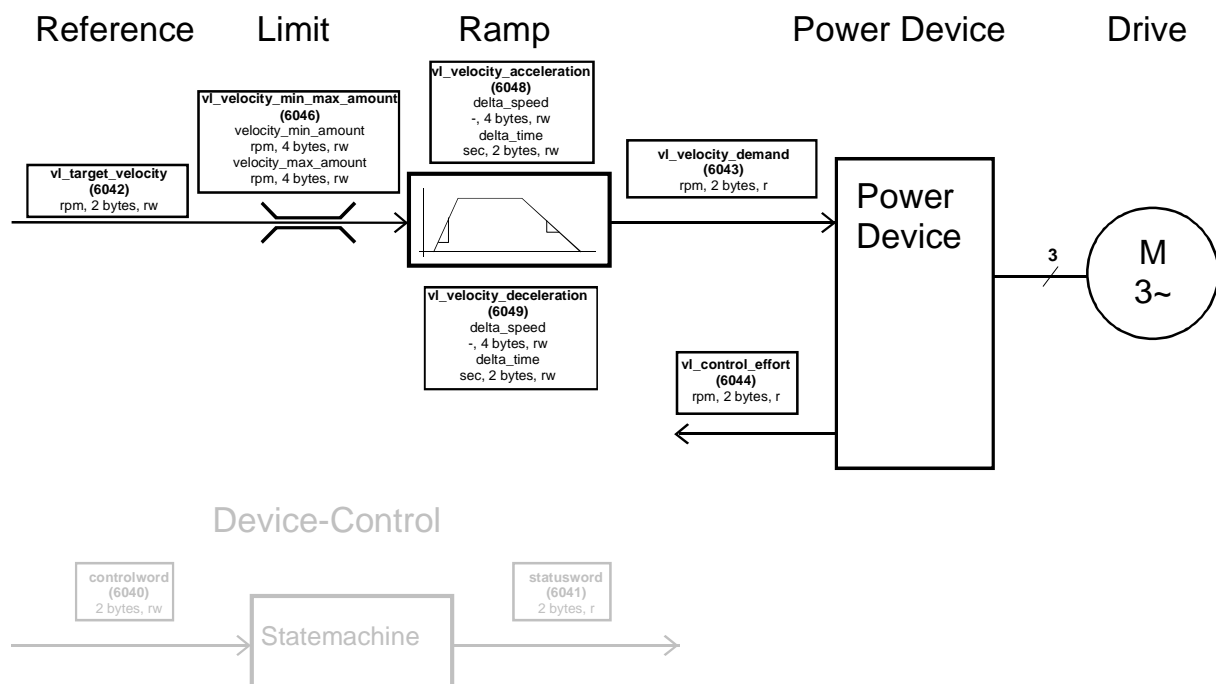 Reference
Limit
Ramp
Power Device
Drive
vl_target_velocity
(6042)
rpm, 2 bytes, rw
vl_velocity_min_max_amount
(6046)
velocity_min_amount
rpm, 4 bytes, rw
velocity_max_amount
rpm, 4 bytes, rw
vl_velocity_acceleration
(6048)
delta_speed
-, 4 bytes, rw
delta_time
sec, 2 bytes, rw
vl_velocity_deceleration
(6049)
delta_speed
-, 4 bytes, rw
delta_time
sec, 2 bytes, rw
vl_velocity_demand
(6043)
rpm, 2 bytes, r
vl_control_effort
(6044)
rpm, 2 bytes, r
Power
Device
3
M
3~
Device-Control
controlword
(6040)
2 bytes, rw
Statemachine
statusword
(6041)
2 bytes, r